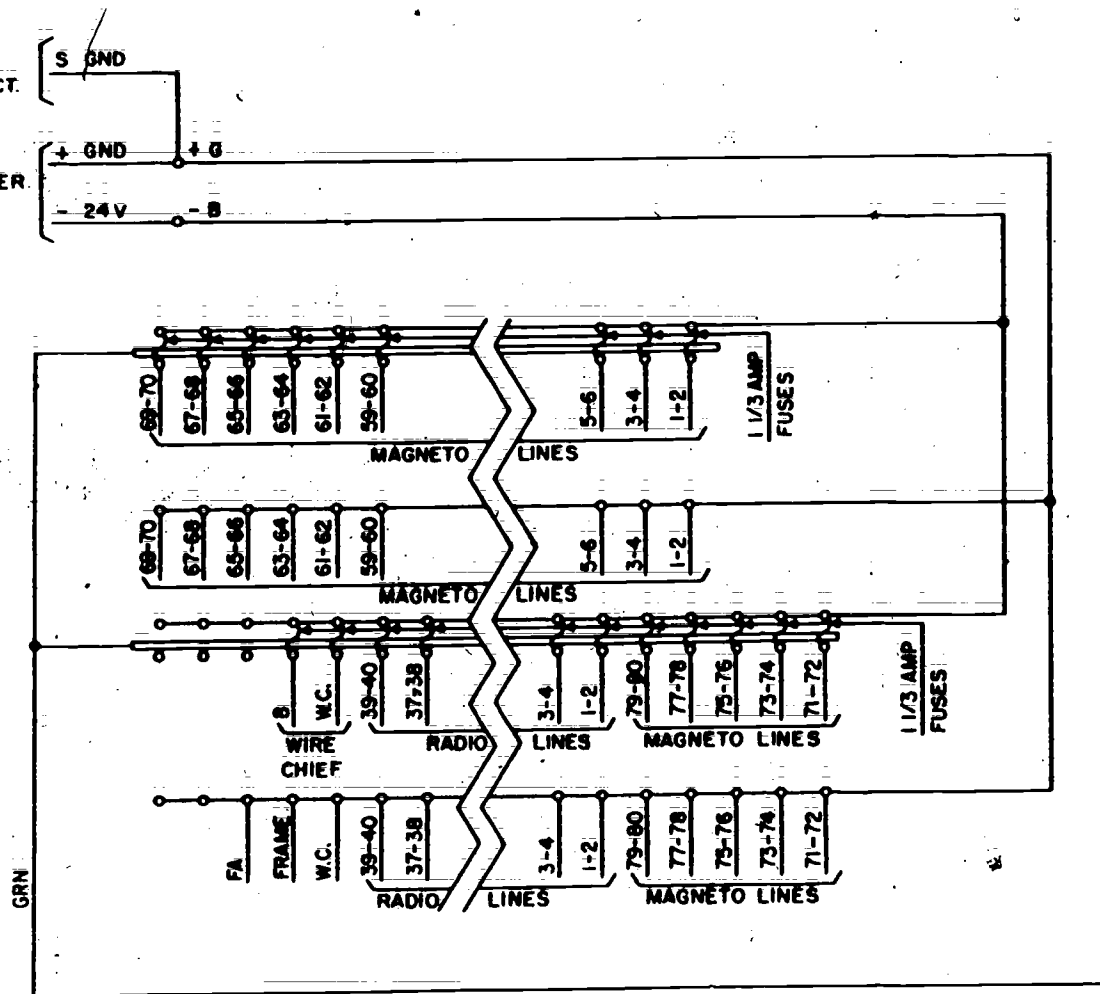 S GND
CT.
+ GND + G
ER.
- 24V - B
69-70 67-68 65-66 63-64 61-62 59-60 5-6 3-4 1-2
1 1/3 AMP FUSES
MAGNETO LINES
69-70 67-68 65-66 63-64 61-62 59-60 5-6 3-4 1-2
MAGNETO LINES
B W.C. 39-40 37-38 3-4 1-2 79-80 77-78 75-76 73-74 71-72
1 1/3 AMP FUSES
WIRE CHIEF
RADIO LINES
MAGNETO LINES
FA FRAME W.C. 39-40 37-38 3-4 1-2 79-80 77-78 75-76 73-74 71-72
RADIO LINES
MAGNETO LINES
GRN